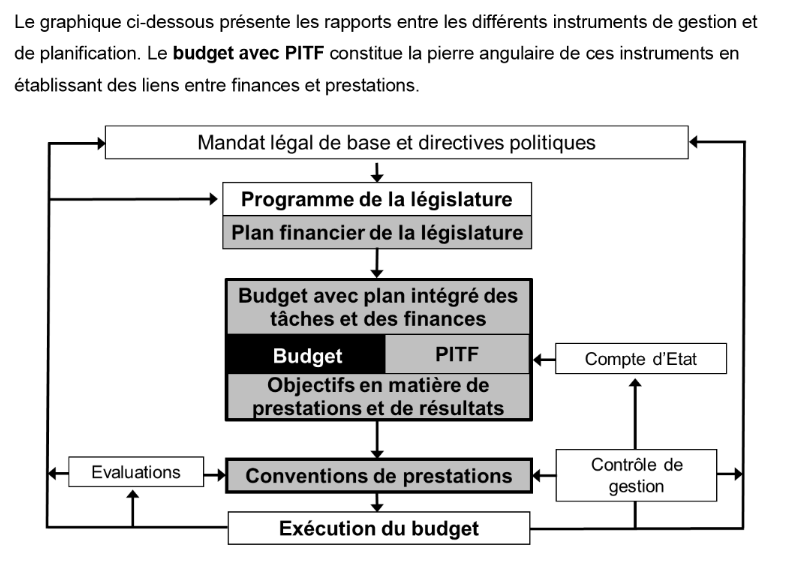 Le graphique ci-dessous présente les rapports entre les différents instruments de gestion et
de planification. Le budget avec PITF constitue la pierre angulaire de ces instruments en
établissant des liens entre finances et prestations.
Mandat légal de base et directives politiques
Programme de la législature
Plan financier de la législature
Budget avec plan intégré des
tâches et des finances
Budget
PITF
Compte d'Etat
Objectifs en matière de
prestations et de résultats
Evaluations
Conventions de prestations
Contrôle de
gestion
Exécution du budget